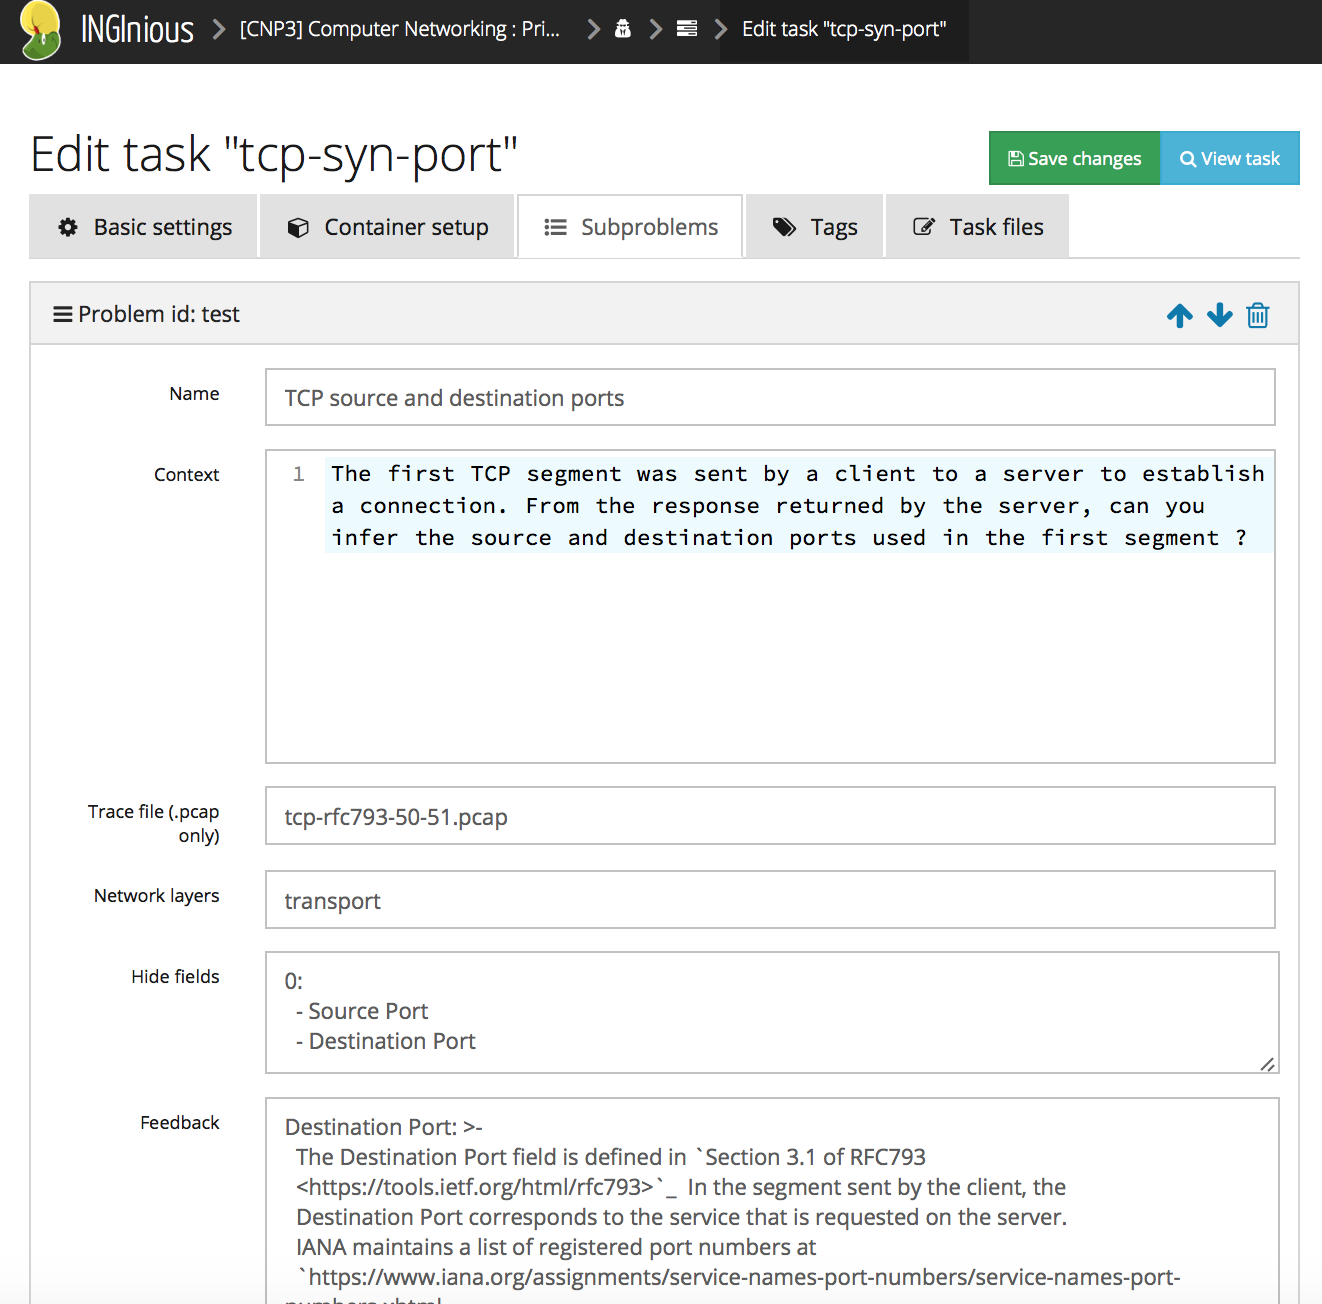 INGInious
[CNP3] Computer Networking : Pri...
Edit task "tcp-syn-port"
Edit task "tcp-syn-port"
Save changes
View task
Basic settings
Container setup
Subproblems
Tags
Task files
Problem id: test
Name
TCP source and destination ports
Context
1
The first TCP segment was sent by a client to a server to establish
a connection. From the response returned by the server, can you
infer the source and destination ports used in the first segment ?
Trace file (.pcap
only)
tcp-rfc793-50-51.pcap
Network layers
transport
Hide fields
0:
- Source Port
- Destination Port
Feedback
Destination Port: >-
The Destination Port field is defined in `Section 3.1 of RFC793
<https://tools.ietf.org/html/rfc793>`_  In the segment sent by the client, the
Destination Port corresponds to the service that is requested on the server.
IANA maintains a list of registered port numbers at
`https://www.iana.org/assignments/service-names-port-numbers/service-names-port-